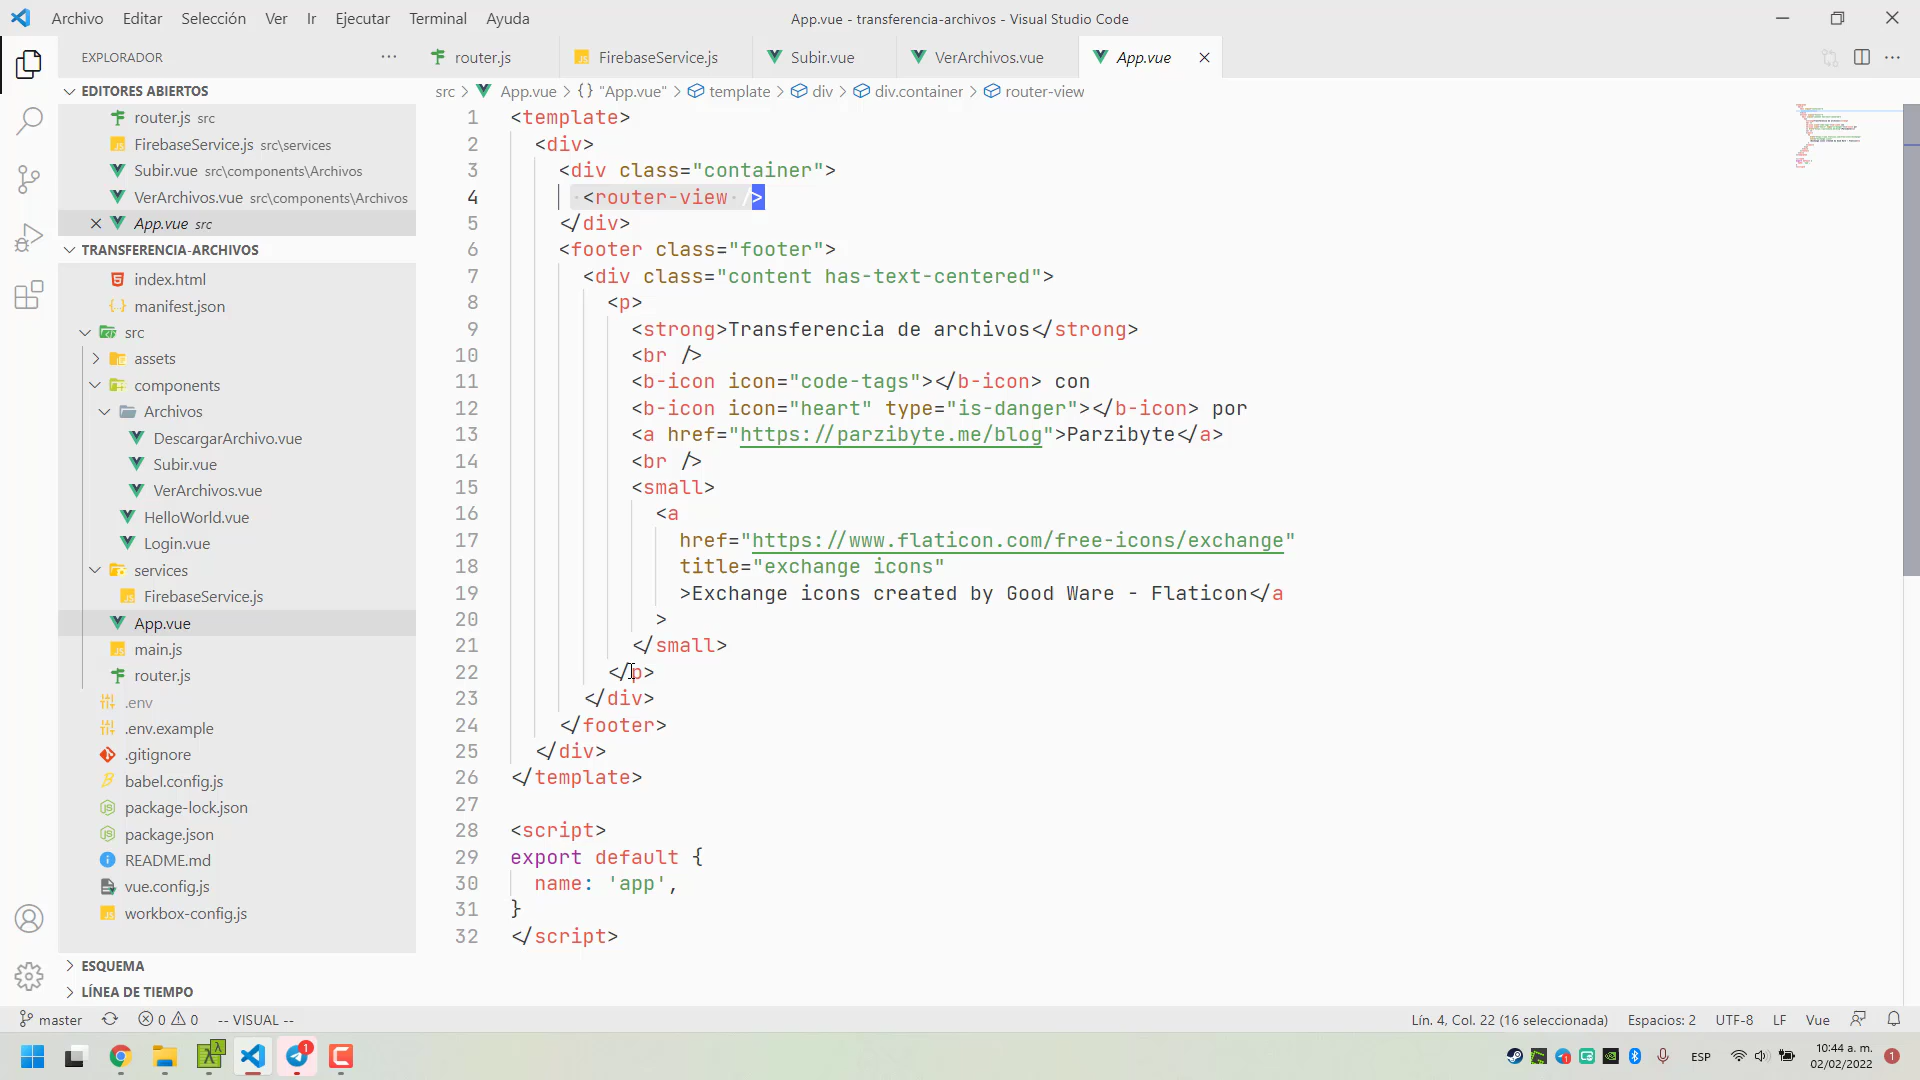 Archivo Editar Selección Ver Ir Ejecutar Terminal Ayuda
App.vue - transferencia-archivos - Visual Studio Code
EXPLORADOR
router.js FirebaseService.js Subir.vue VerArchivos.vue App.vue
EDITORES ABIERTOS
router.js src
FirebaseService.js src\services
Subir.vue src\components\Archivos
VerArchivos.vue src\components\Archivos
App.vue src
TRANSFERENCIA-ARCHIVOS
index.html
manifest.json
src
assets
components
Archivos
DescargarArchivo.vue
Subir.vue
VerArchivos.vue
HelloWorld.vue
Login.vue
services
FirebaseService.js
App.vue
main.js
router.js
.env
.env.example
.gitignore
babel.config.js
package-lock.json
package.json
README.md
vue.config.js
workbox-config.js
ESQUEMA
LÍNEA DE TIEMPO
src > App.vue > {} "App.vue" > template > div > div.container > router-view
1 <template>
2 <div>
3 <div class="container">
4 <router-view />
5 </div>
6 <footer class="footer">
7 <div class="content has-text-centered">
8 <p>
9 <strong>Transferencia de archivos</strong>
10 <br />
11 <b-icon icon="code-tags"></b-icon> con
12 <b-icon icon="heart" type="is-danger"></b-icon> por
13 <a href="https://parzibyte.me/blog">Parzibyte</a>
14 <br />
15 <small>
16 <a
17 href="https://www.flaticon.com/free-icons/exchange"
18 title="exchange icons"
19 >Exchange icons created by Good Ware - Flaticon</a
20 >
21 </small>
22 </p>
23 </div>
24 </footer>
25 </div>
26 </template>
27
28 <script>
29 export default {
30 name: 'app',
31 }
32 </script>
master 0 0 -- VISUAL --
Lín. 4, Col. 22 (16 seleccionada) Espacios: 2 UTF-8 LF Vue
1
ESP
10:44 a. m.
02/02/2022
1